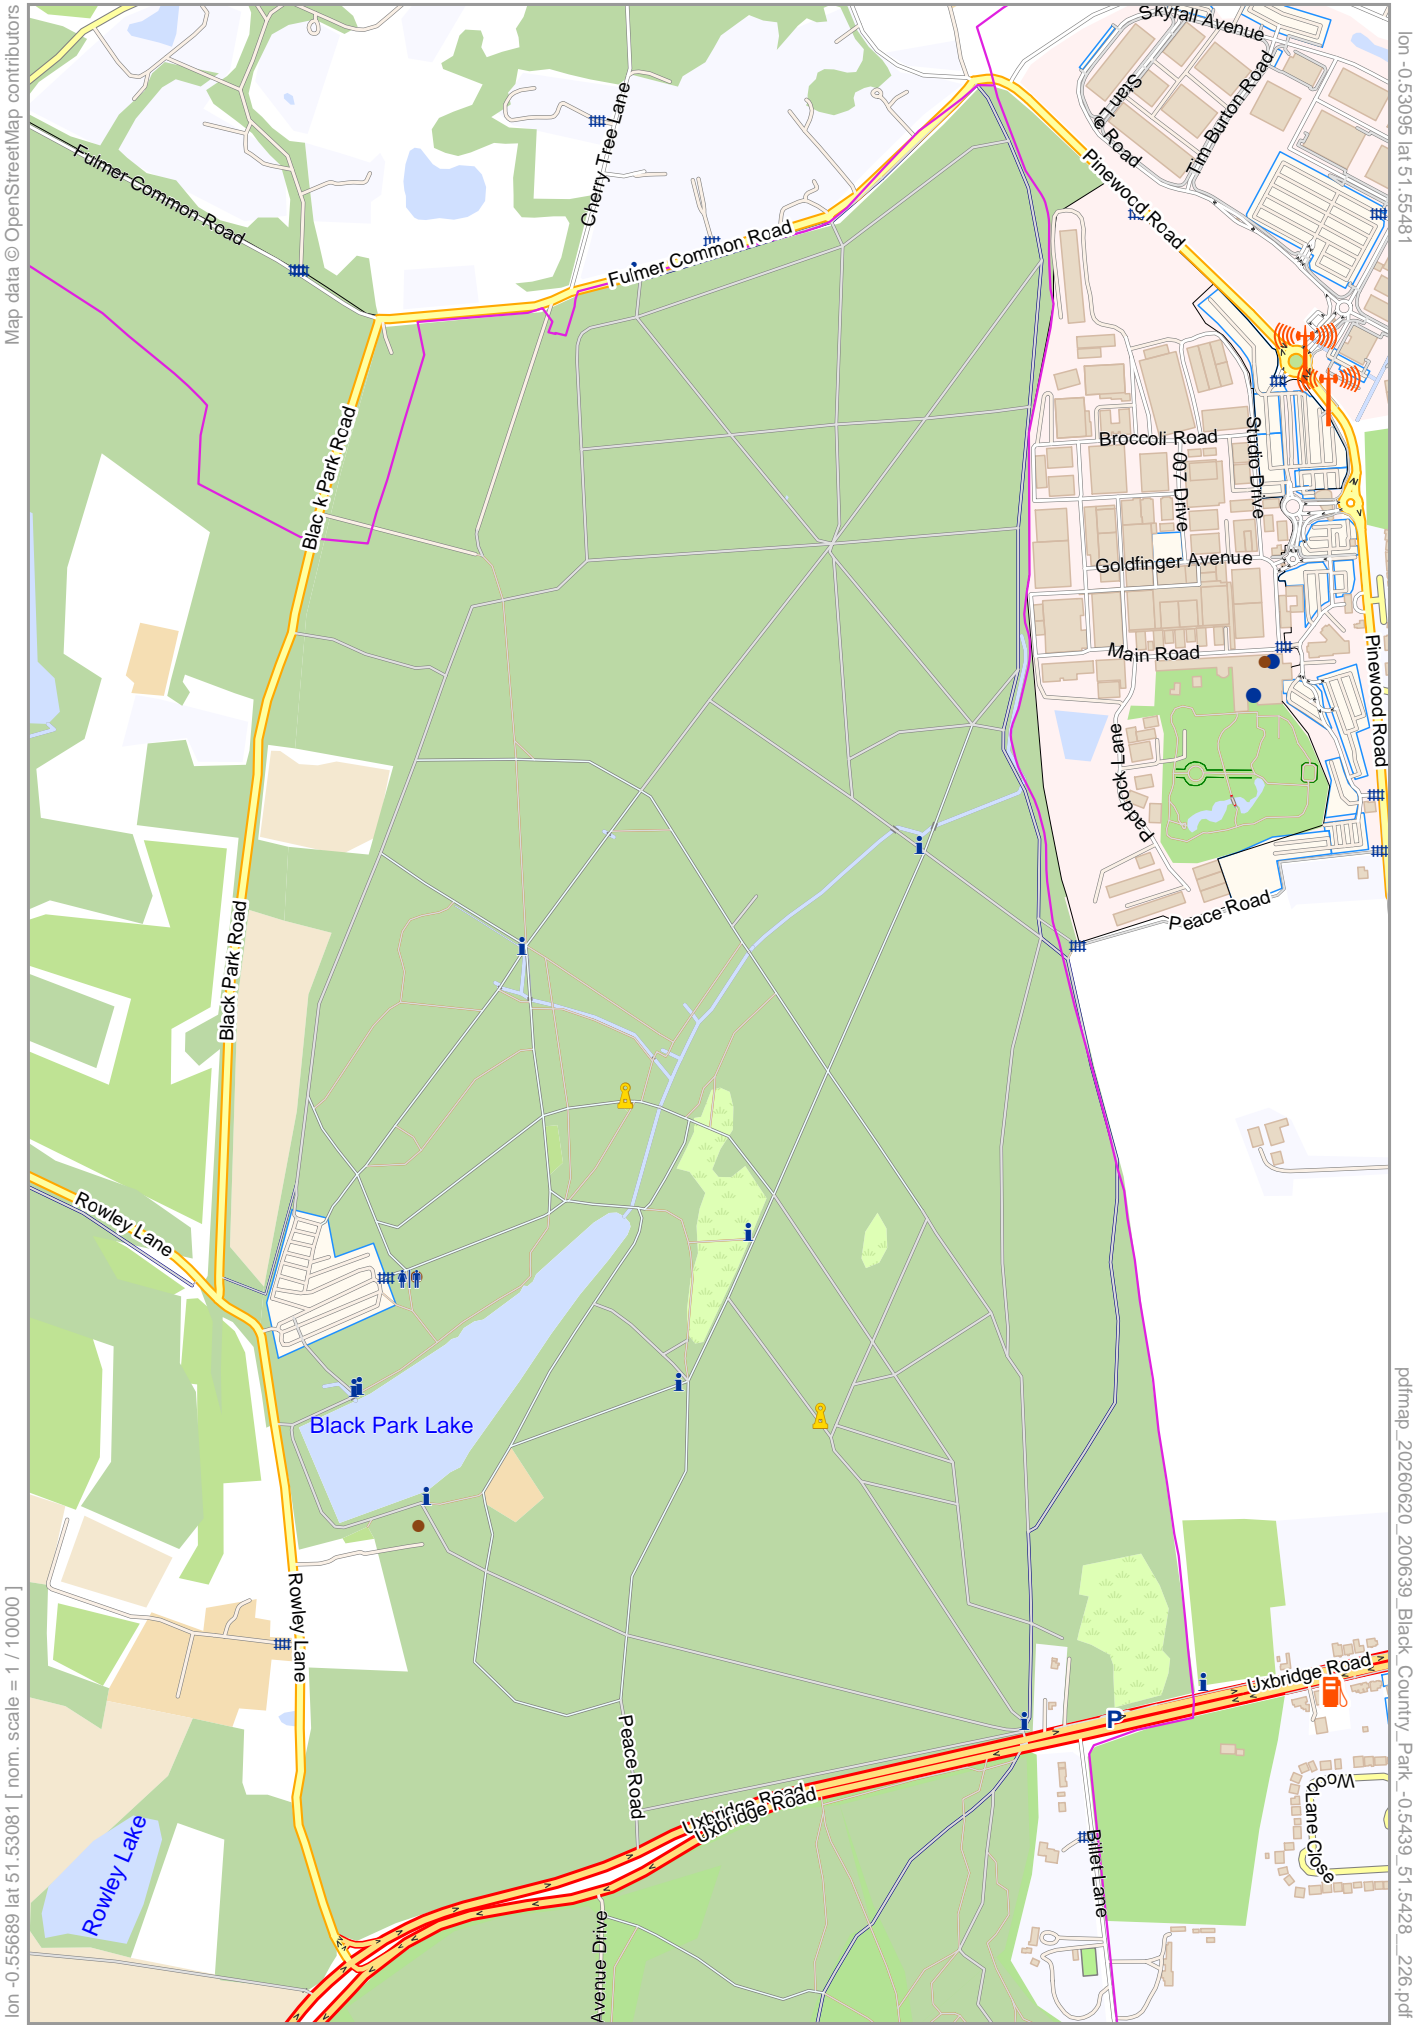 Map data © OpenStreetMap contributors
lon -0.53095 lat 51.55481
Skyfall Avenue
Stan Lee Road
Tim Burton Road
Cherry Tree Lane
Fulmer Common Road
Pinewood Road
Fulmer Common Road
Black Park Road
Broccoli Road
007 Drive
Studio Drive
Goldfinger Avenue
Main Road
Pinewood Road
Paddock Lane
Peace Road
Black Park Road
Rowley Lane
Black Park Lake
Rowley Lane
Uxbridge Road
P
Peace Road
Uxbridge Road
Uxbridge Road
Wood Lane Close
Billet Lane
Rowley Lake
Avenue Drive
lon -0.55689 lat 51.53081 [ nom. scale = 1 / 10000 ]
pdfmap_20260620_200639_Black_Country_Park_-0.5439_51.5428__226.pdf